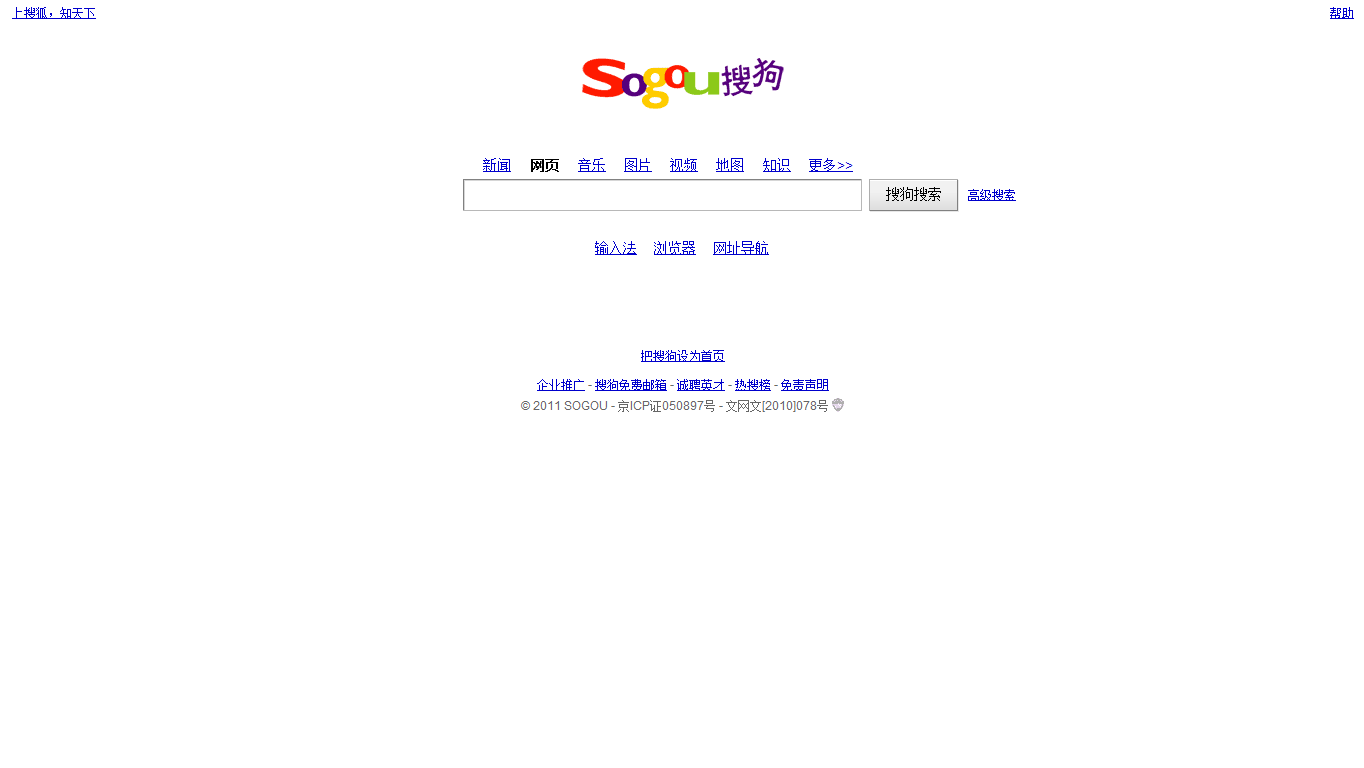 上搜狐，知天下 帮助
Sogou搜狗
新闻 网页 音乐 图片 视频 地图 知识 更多>>
搜狗搜索 高级搜索
输入法 浏览器 网址导航
把搜狗设为首页
企业推广 - 搜狗免费邮箱 - 诚聘英才 - 热搜榜 - 免责声明
© 2011 SOGOU - 京ICP证050897号 - 文网文[2010]078号